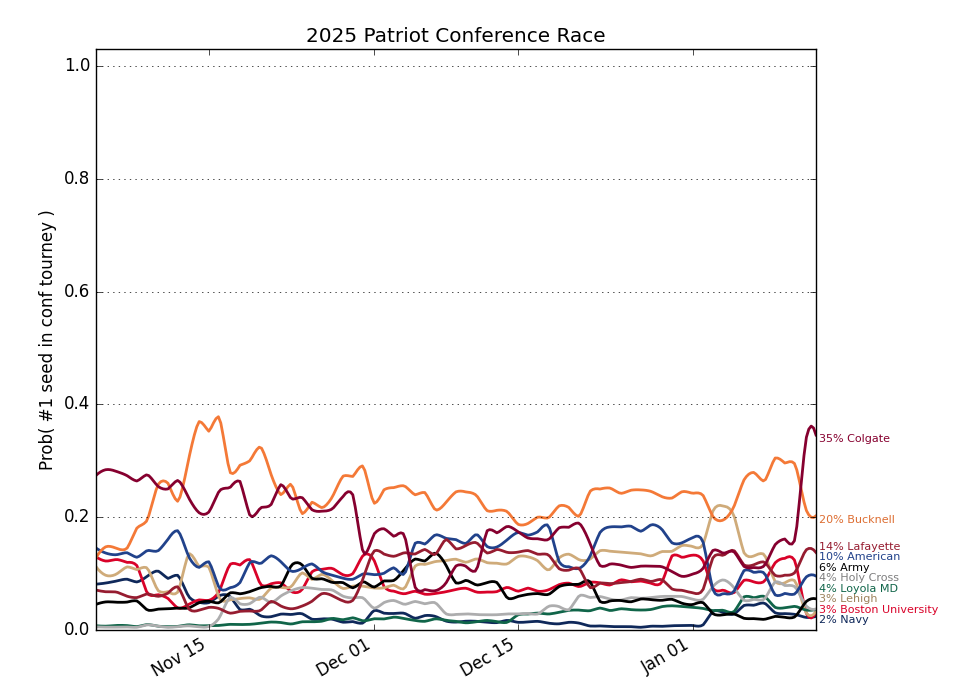 2025 Patriot Conference Race
Prob( #1 seed in conf tourney )
1.0
0.8
0.6
0.4
0.2
0.0
Nov 15
Dec 01
Dec 15
Jan 01
35% Colgate
20% Bucknell
14% Lafayette
10% American
6% Army
4% Holy Cross
4% Loyola MD
3% Lehigh
3% Boston University
2% Navy